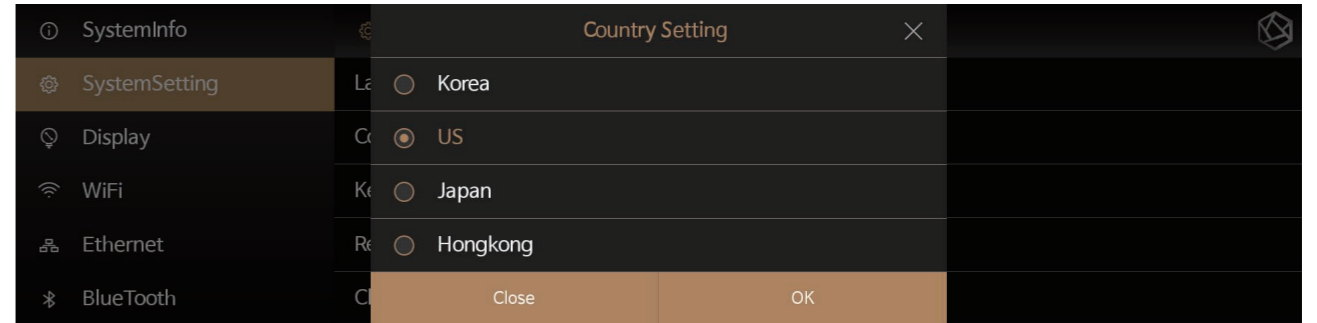 SystemInfo
SystemSetting
Display
WiFi
Ethernet
BlueTooth
Country Setting
Korea
US
Japan
Hongkong
Close
OK